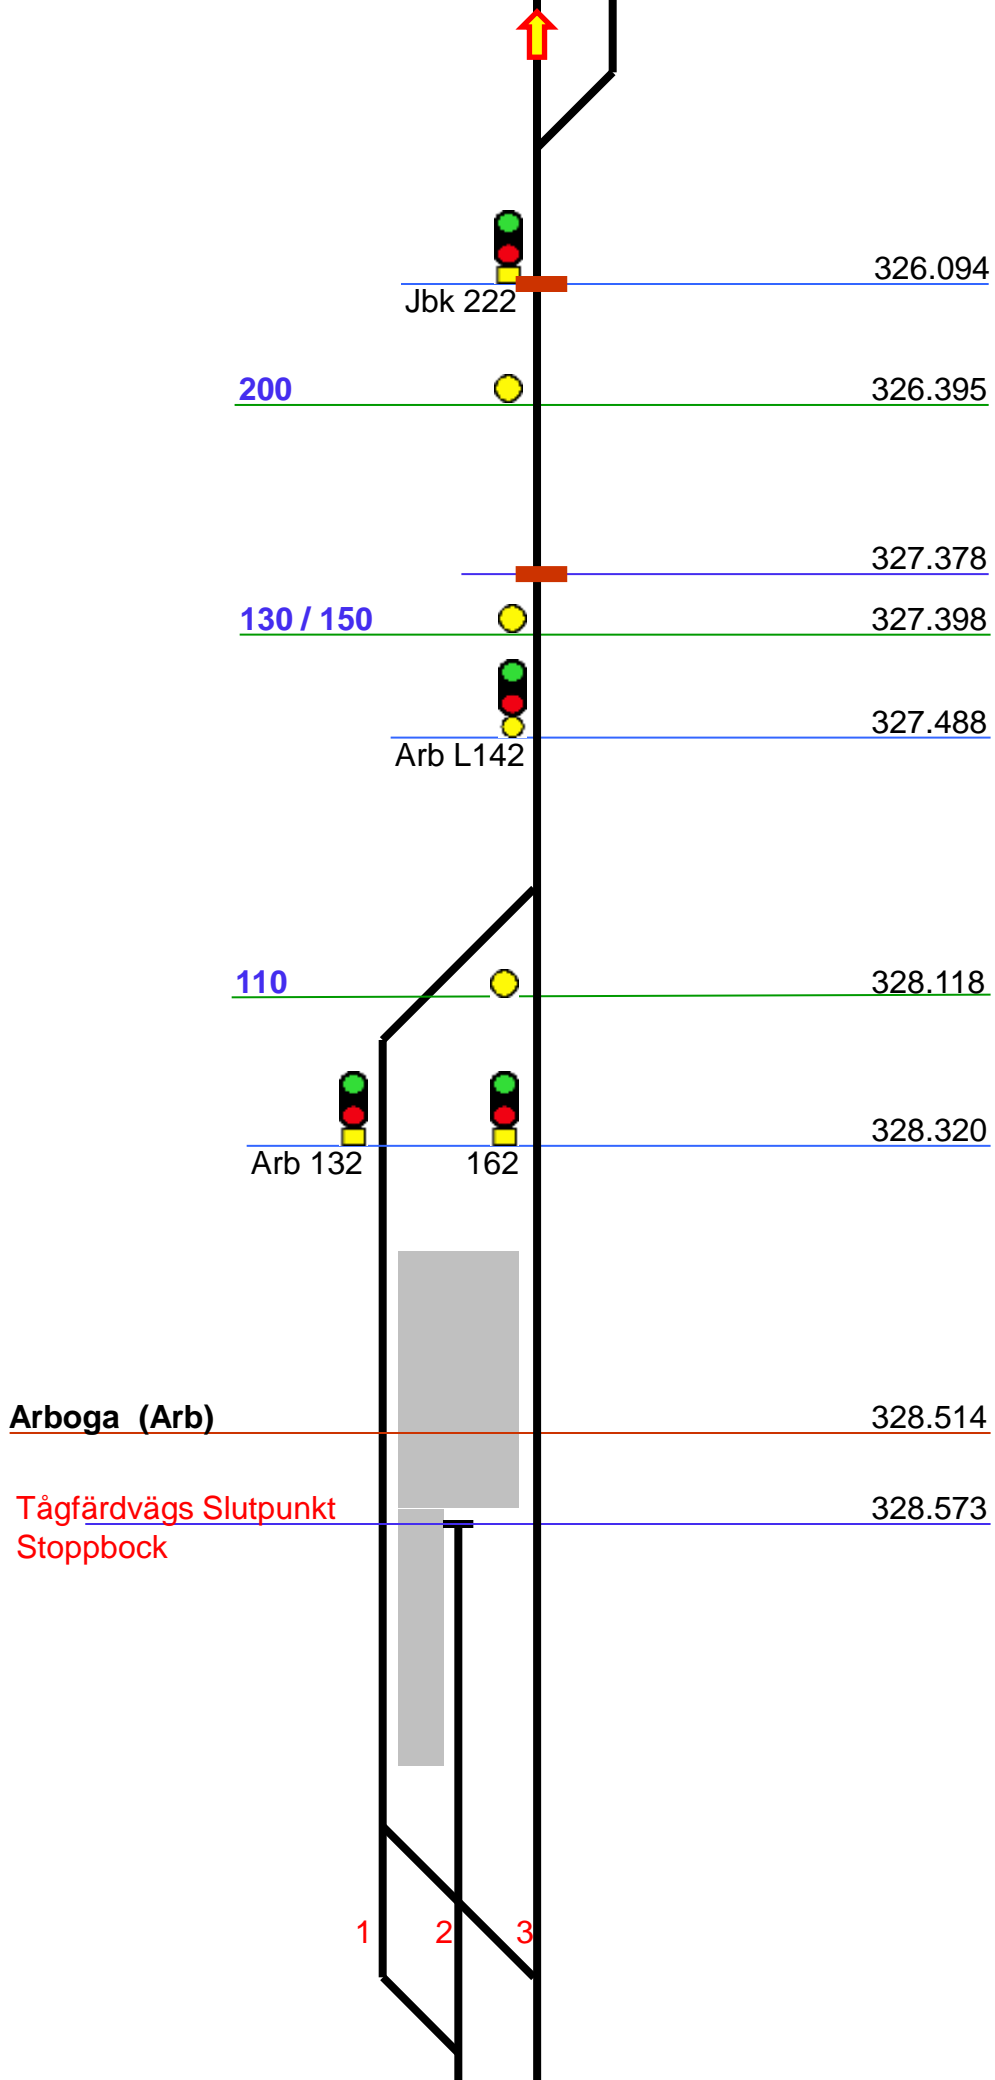 326.094
Jbk 222
200 326.395
327.378
130 / 150 327.398
327.488
Arb L142
110 328.118
328.320
Arb 132 162
Arboga (Arb) 328.514
Tågfärdvägs Slutpunkt 328.573
Stoppbock
1 2 3